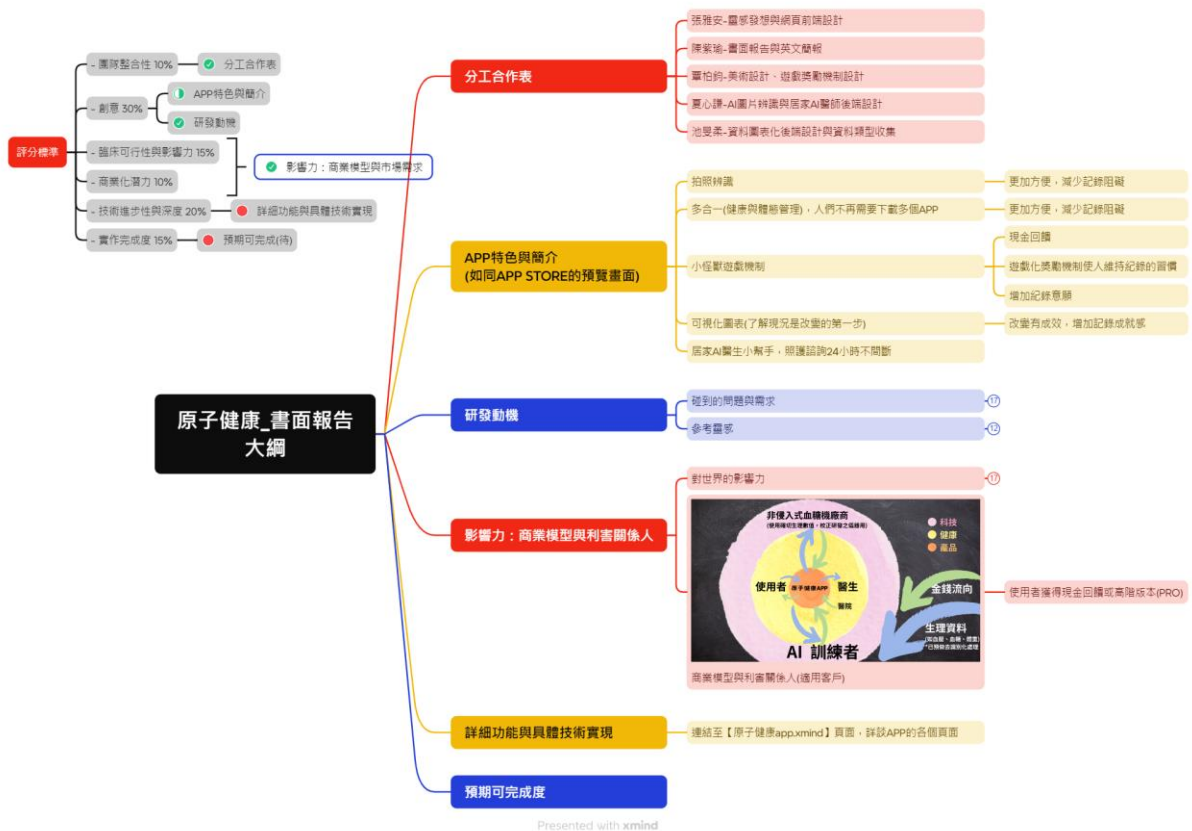 評分標準
- 團隊整合性 10%
分工合作表
- 創意 30%
APP特色與簡介
研發動機
- 臨床可行性與影響力 15%
- 商業化潛力 10%
影響力：商業模型與市場需求
- 技術進步性與深度 20%
詳細功能與具體技術實現
- 實作完成度 15%
預期可完成(待)
原子健康_書面報告
大綱
分工合作表
張雅安-靈感發想與網頁前端設計
陳紫瑜-書面報告與英文簡報
覃柏鈞-美術設計、遊戲獎勵機制設計
夏心謙-AI圖片辨識與居家AI醫師後端設計
池旻柔-資料圖表化後端設計與資料類型收集
APP特色與簡介
(如同APP STORE的預覽畫面)
拍照辨識
更加方便，減少記錄阻礙
多合一(健康與體態管理)，人們不再需要下載多個APP
更加方便，減少記錄阻礙
小怪獸遊戲機制
現金回饋
遊戲化獎勵機制使人維持紀錄的習慣
增加記錄意願
可視化圖表(了解現況是改變的第一步)
改變有成效，增加記錄成就感
居家AI醫生小幫手，照護諮詢24小時不間斷
研發動機
碰到的問題與需求
17
參考靈感
12
影響力：商業模型與利害關係人
對世界的影響力
17
非侵入式血糖機廠商
科技
健康
產品
使用者
原子健康APP
醫生
醫院
AI 訓練者
金錢流向
生理資料
商業模型與利害關係人(適用客戶)
使用者獲得現金回饋或高階版本(PRO)
詳細功能與具體技術實現
連結至【原子健康app.xmind】頁面，詳談APP的各個頁面
預期可完成度
Presented with xmind